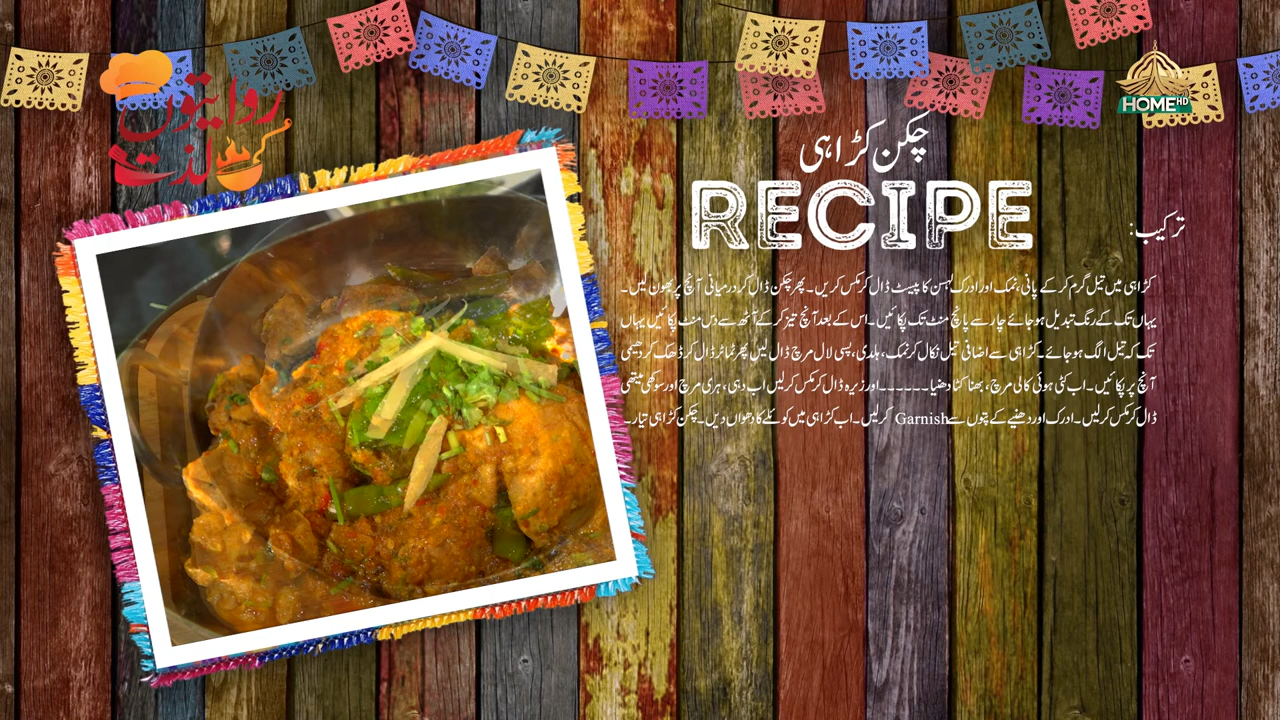 روایتوں
کی لذت
HOME HD
چکن کڑاہی
RECIPE
ترکیب:
کڑاہی میں تیل گرم کر کے پانی، نمک اور ادرک لہسن کا پیسٹ ڈال کر مکس کریں۔ پھر چکن ڈال کر درمیانی آنچ پر بھون لیں۔
یہاں تک کے رنگ تبدیل ہو جائے چار سے پانچ منٹ تک پکائیں۔ اس کے بعد آنچ تیز کر کے آٹھ سے دس منٹ پکائیں یہاں
تک کہ تیل الگ ہو جائے۔ کڑاہی سے اضافی تیل نکال کر نمک، ہلدی، پسی لال مرچ ڈال لیں پھر ٹماٹر ڈال کر ڈھک کر دھیمی
آنچ پر پکائیں۔ اب کٹی ہوئی کالی مرچ، بھنا کٹا دھنیا۔۔۔۔۔۔اور زیرہ ڈال کر مکس کر لیں اب دہی، ہری مرچ اور سوکھی میتھی
ڈال کر مکس کر لیں۔ ادرک اور دھنیے کے پتوں سے Garnish کر لیں۔ اب کڑاہی میں کوئلے کا دھواں دیں۔ چکن کڑاہی تیار۔